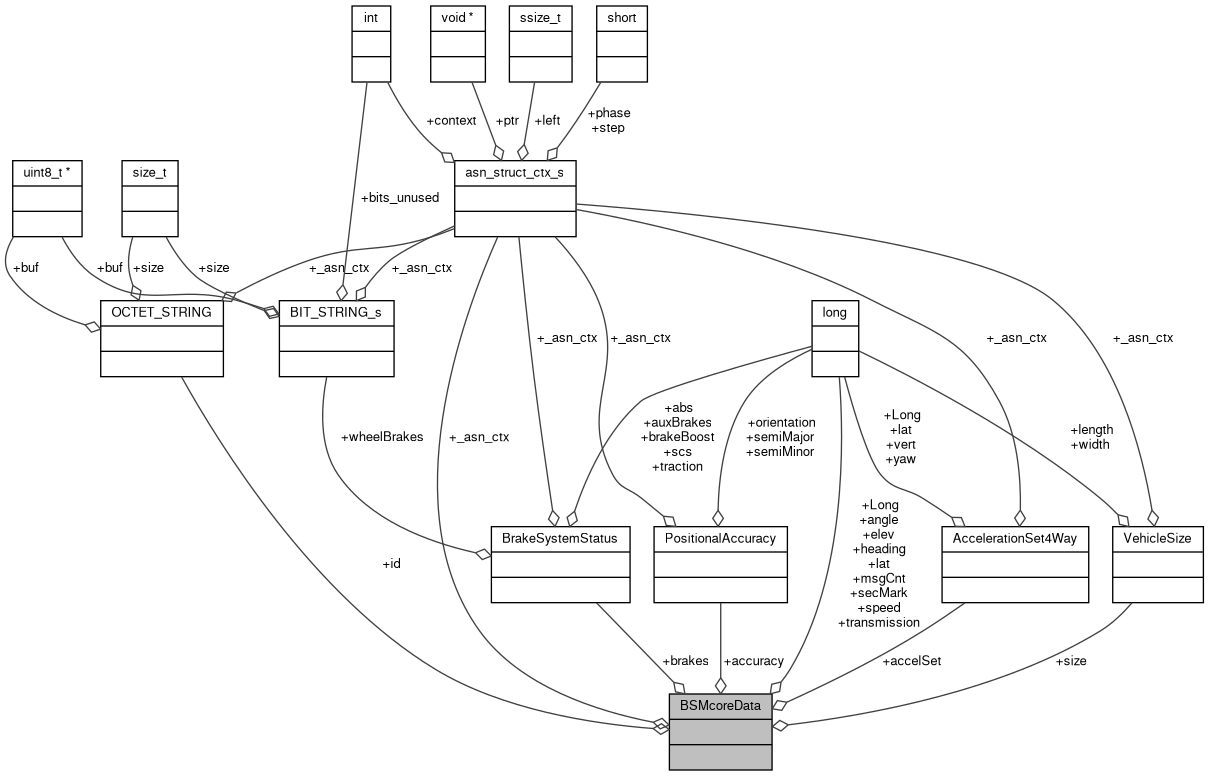 int
void *
ssize_t
short
+context
+ptr
+left
+phase
+step
uint8_t *
size_t
asn_struct_ctx_s
+bits_unused
+buf
+buf
+size
+size
+_asn_ctx
+_asn_ctx
OCTET_STRING
BIT_STRING_s
long
+_asn_ctx
+_asn_ctx
+_asn_ctx
+_asn_ctx
+wheelBrakes
+_asn_ctx
+abs
+auxBrakes
+brakeBoost
+scs
+traction
+orientation
+semiMajor
+semiMinor
+Long
+lat
+vert
+yaw
+length
+width
+id
BrakeSystemStatus
PositionalAccuracy
+Long
+angle
+elev
+heading
+lat
+msgCnt
+secMark
+speed
+transmission
AccelerationSet4Way
VehicleSize
+brakes
+accuracy
+accelSet
+size
BSMcoreData